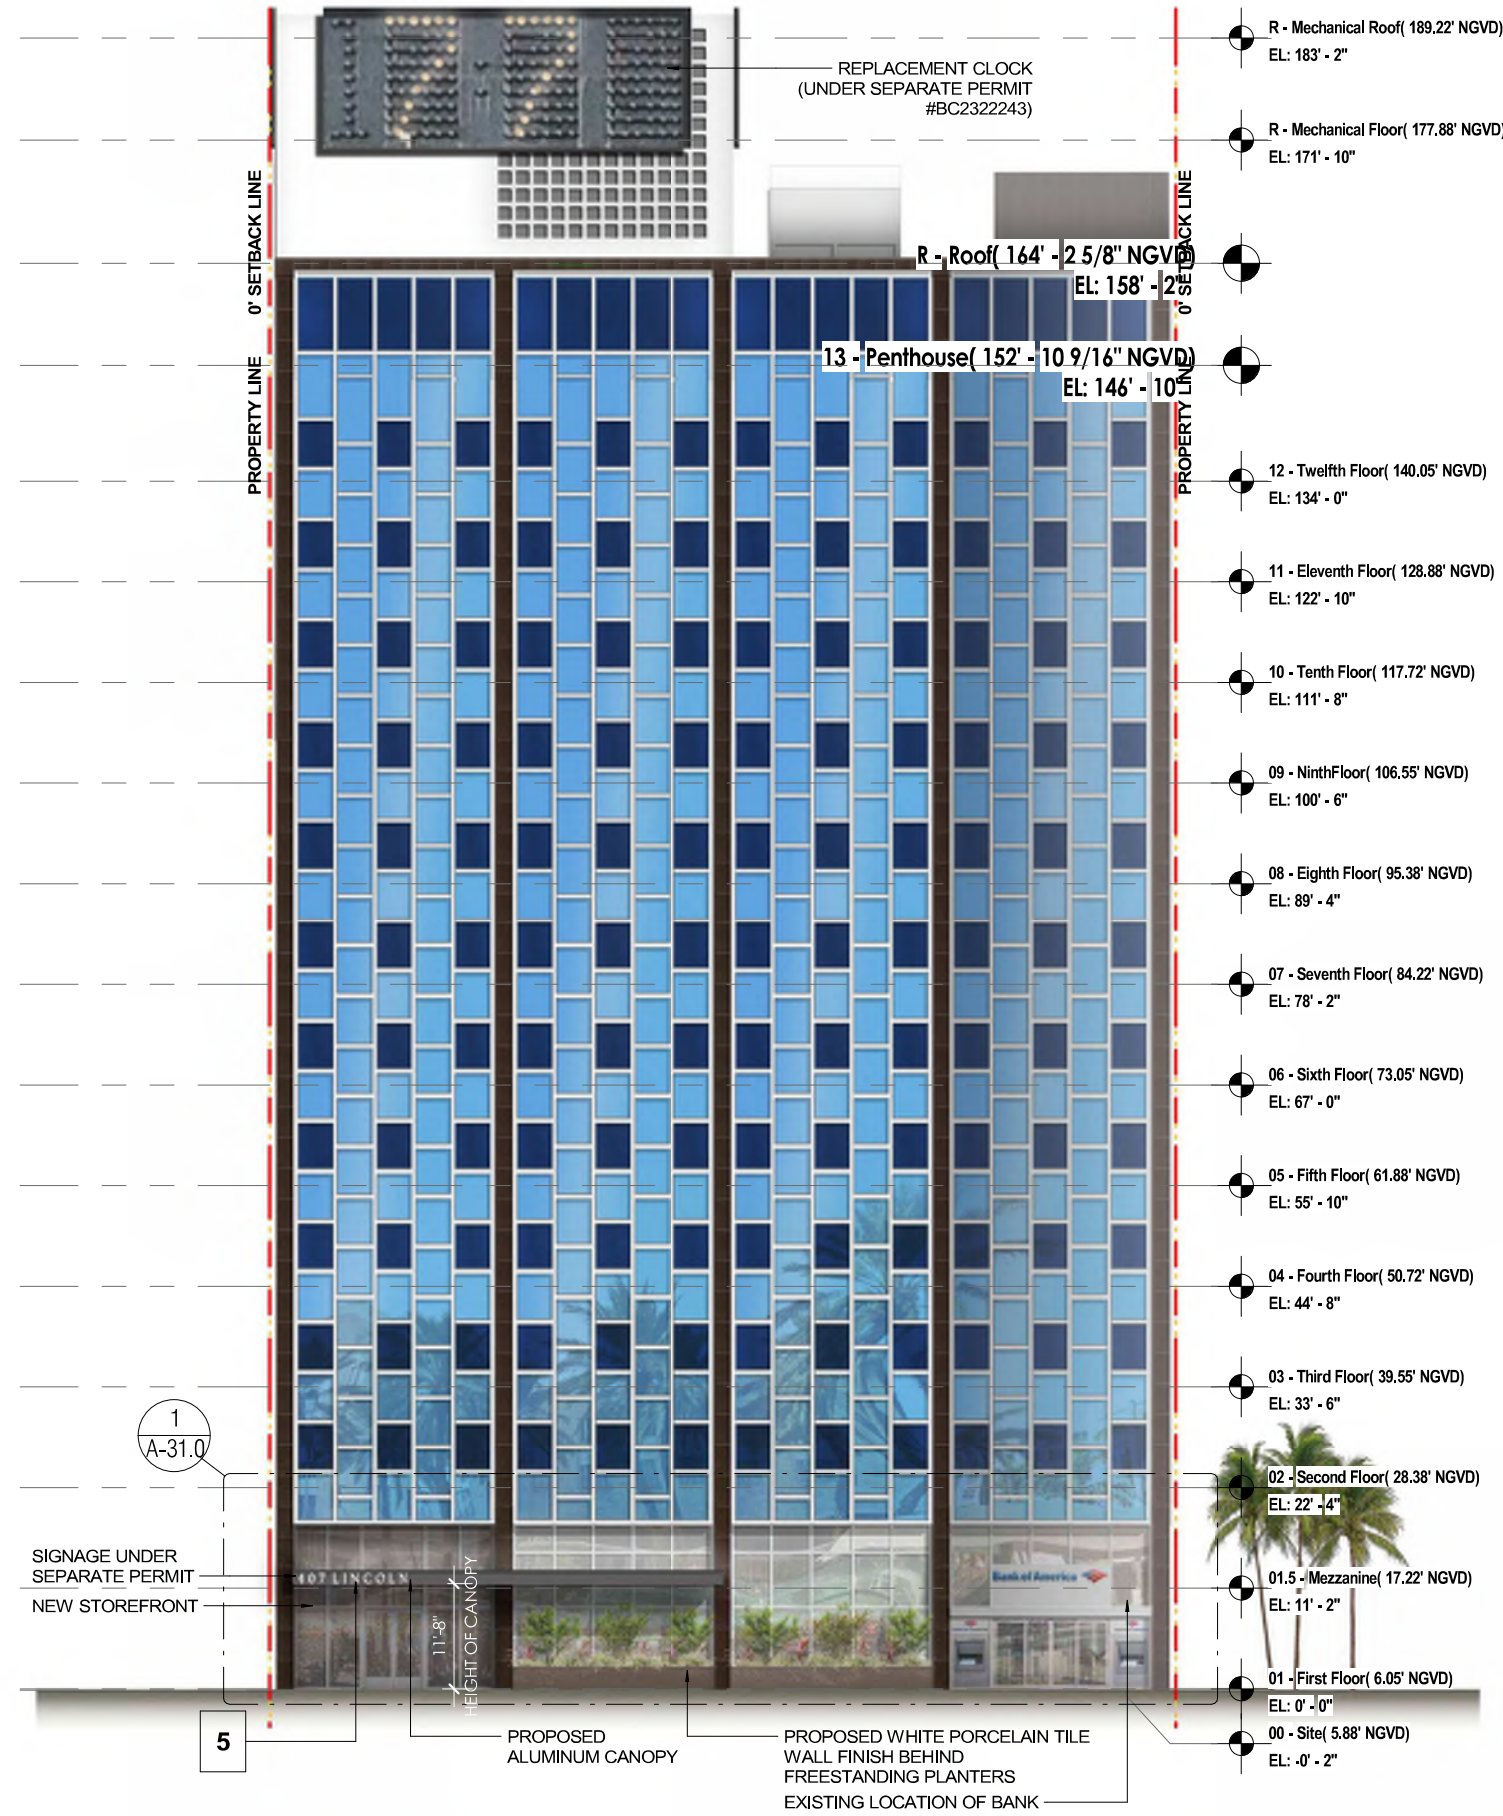 R - Mechanical Roof( 189.22' NGVD)
EL: 183' - 2"
REPLACEMENT CLOCK
(UNDER SEPARATE PERMIT
#BC2322243)
R - Mechanical Floor( 177.88' NGVD)
EL: 171' - 10"
0' SETBACK LINE
PROPERTY LINE
0' SETBACK LINE
PROPERTY LINE
R - Roof( 164' - 2 5/8" NGVD)
EL: 158' - 2"
13 - Penthouse( 152' - 10 9/16" NGVD)
EL: 146' - 10"
12 - Twelfth Floor( 140.05' NGVD)
EL: 134' - 0"
11 - Eleventh Floor( 128.88' NGVD)
EL: 122' - 10"
10 - Tenth Floor( 117.72' NGVD)
EL: 111' - 8"
09 - NinthFloor( 106.55' NGVD)
EL: 100' - 6"
08 - Eighth Floor( 95.38' NGVD)
EL: 89' - 4"
07 - Seventh Floor( 84.22' NGVD)
EL: 78' - 2"
06 - Sixth Floor( 73.05' NGVD)
EL: 67' - 0"
05 - Fifth Floor( 61.88' NGVD)
EL: 55' - 10"
04 - Fourth Floor( 50.72' NGVD)
EL: 44' - 8"
03 - Third Floor( 39.55' NGVD)
EL: 33' - 6"
1
A-31.0
02 - Second Floor( 28.38' NGVD)
EL: 22' - 4"
SIGNAGE UNDER
SEPARATE PERMIT
NEW STOREFRONT
407 LINCOLN
11'-8"
HEIGHT OF CANOPY
Bank of America
01.5 - Mezzanine( 17.22' NGVD)
EL: 11' - 2"
01 - First Floor( 6.05' NGVD)
EL: 0' - 0"
00 - Site( 5.88' NGVD)
EL: -0' - 2"
5
PROPOSED
ALUMINUM CANOPY
PROPOSED WHITE PORCELAIN TILE
WALL FINISH BEHIND
FREESTANDING PLANTERS
EXISTING LOCATION OF BANK